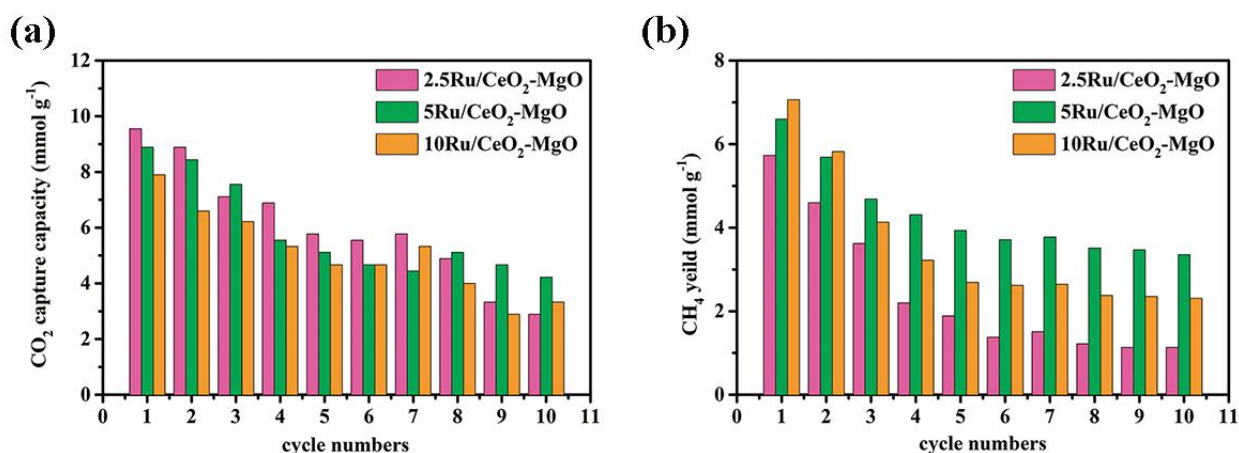 (a)
12
10
8
6
4
2
0
CO₂ capture capacity (mmol g⁻¹)
2.5Ru/CeO₂-MgO
5Ru/CeO₂-MgO
10Ru/CeO₂-MgO
0 1 2 3 4 5 6 7 8 9 10 11
cycle numbers
(b)
8
6
4
2
0
CH₄ yeild (mmol g⁻¹)
2.5Ru/CeO₂-MgO
5Ru/CeO₂-MgO
10Ru/CeO₂-MgO
0 1 2 3 4 5 6 7 8 9 10 11
cycle numbers